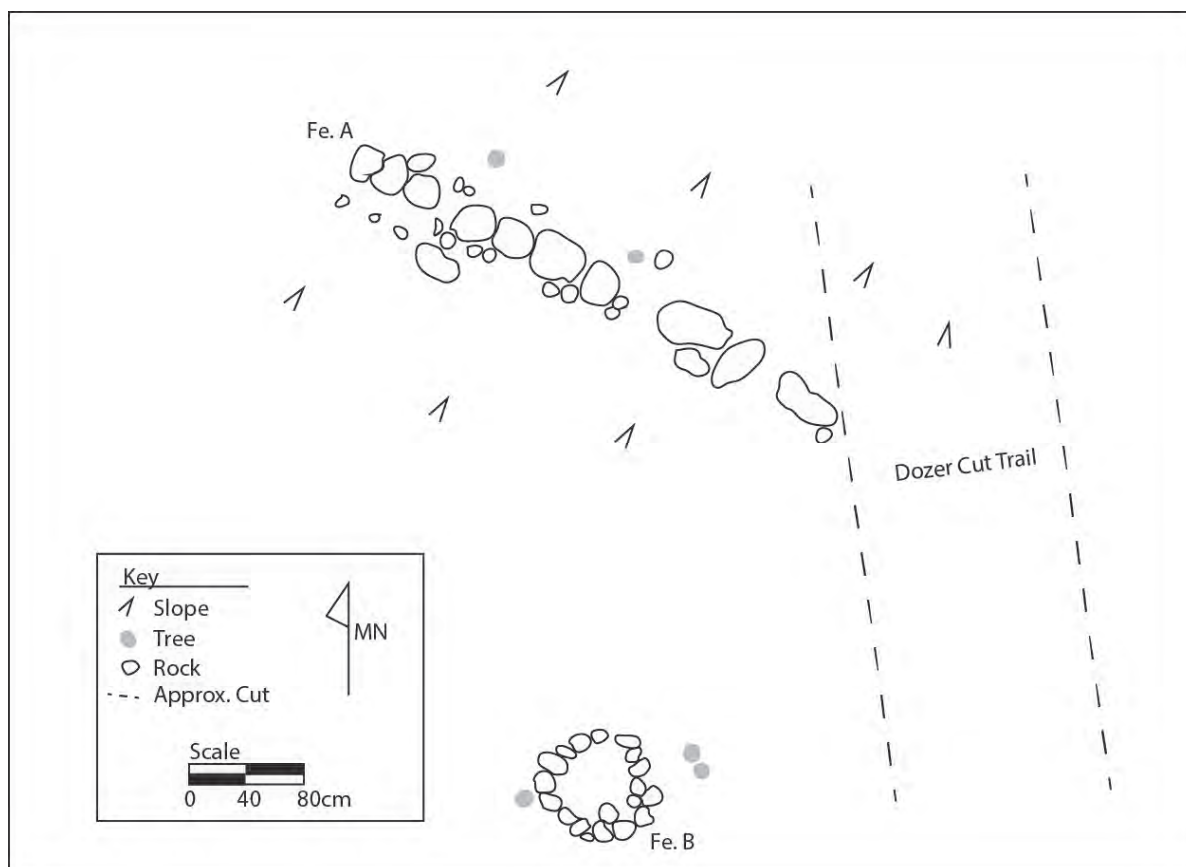 Fe. A
Dozer Cut Trail
Key
Slope
MN
Tree
Rock
Approx. Cut
Scale
0 40 80cm
Fe. B